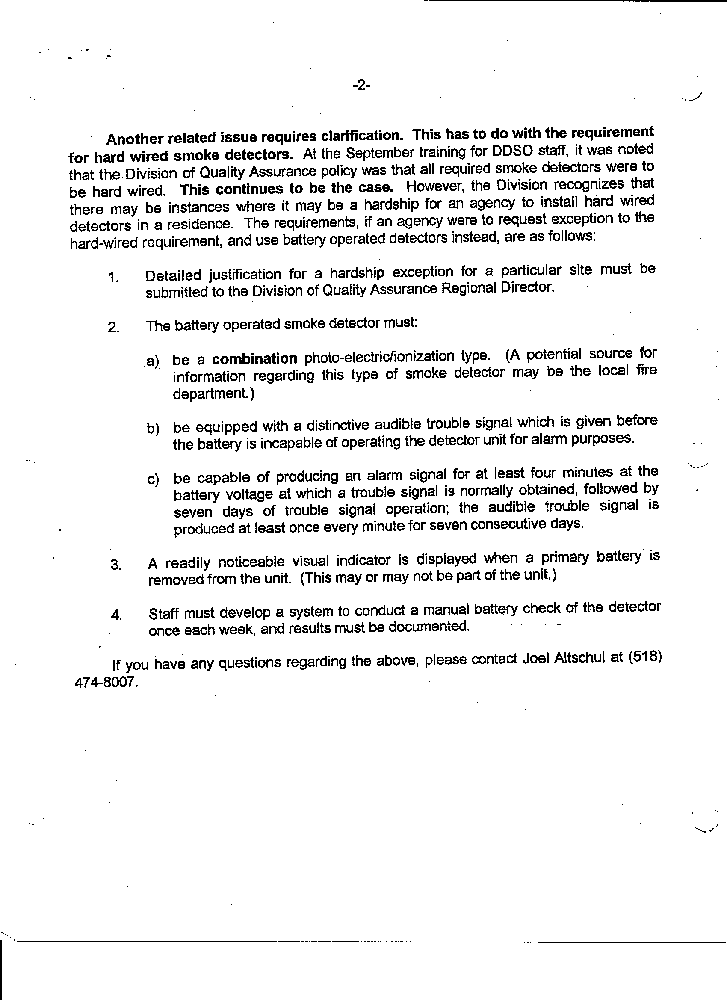 -2-
Another related issue requires clarification. This has to do with the requirement
for hard wired smoke detectors. At the September training for DDSO staff, it was noted
that the Division of Quality Assurance policy was that all required smoke detectors were to
be hard wired. This continues to be the case. However, the Division recognizes that
there may be instances where it may be a hardship for an agency to install hard wired
detectors in a residence. The requirements, if an agency were to request exception to the
hard-wired requirement, and use battery operated detectors instead, are as follows:
1. Detailed justification for a hardship exception for a particular site must be
submitted to the Division of Quality Assurance Regional Director.
2. The battery operated smoke detector must:
a) be a combination photo-electric/ionization type. (A potential source for
information regarding this type of smoke detector may be the local fire
department.)
b) be equipped with a distinctive audible trouble signal which is given before
the battery is incapable of operating the detector unit for alarm purposes.
c) be capable of producing an alarm signal for at least four minutes at the
battery voltage at which a trouble signal is normally obtained, followed by
seven days of trouble signal operation; the audible trouble signal is
produced at least once every minute for seven consecutive days.
3. A readily noticeable visual indicator is displayed when a primary battery is
removed from the unit. (This may or may not be part of the unit.)
4. Staff must develop a system to conduct a manual battery check of the detector
once each week, and results must be documented.
If you have any questions regarding the above, please contact Joel Altschul at (518)
474-8007.